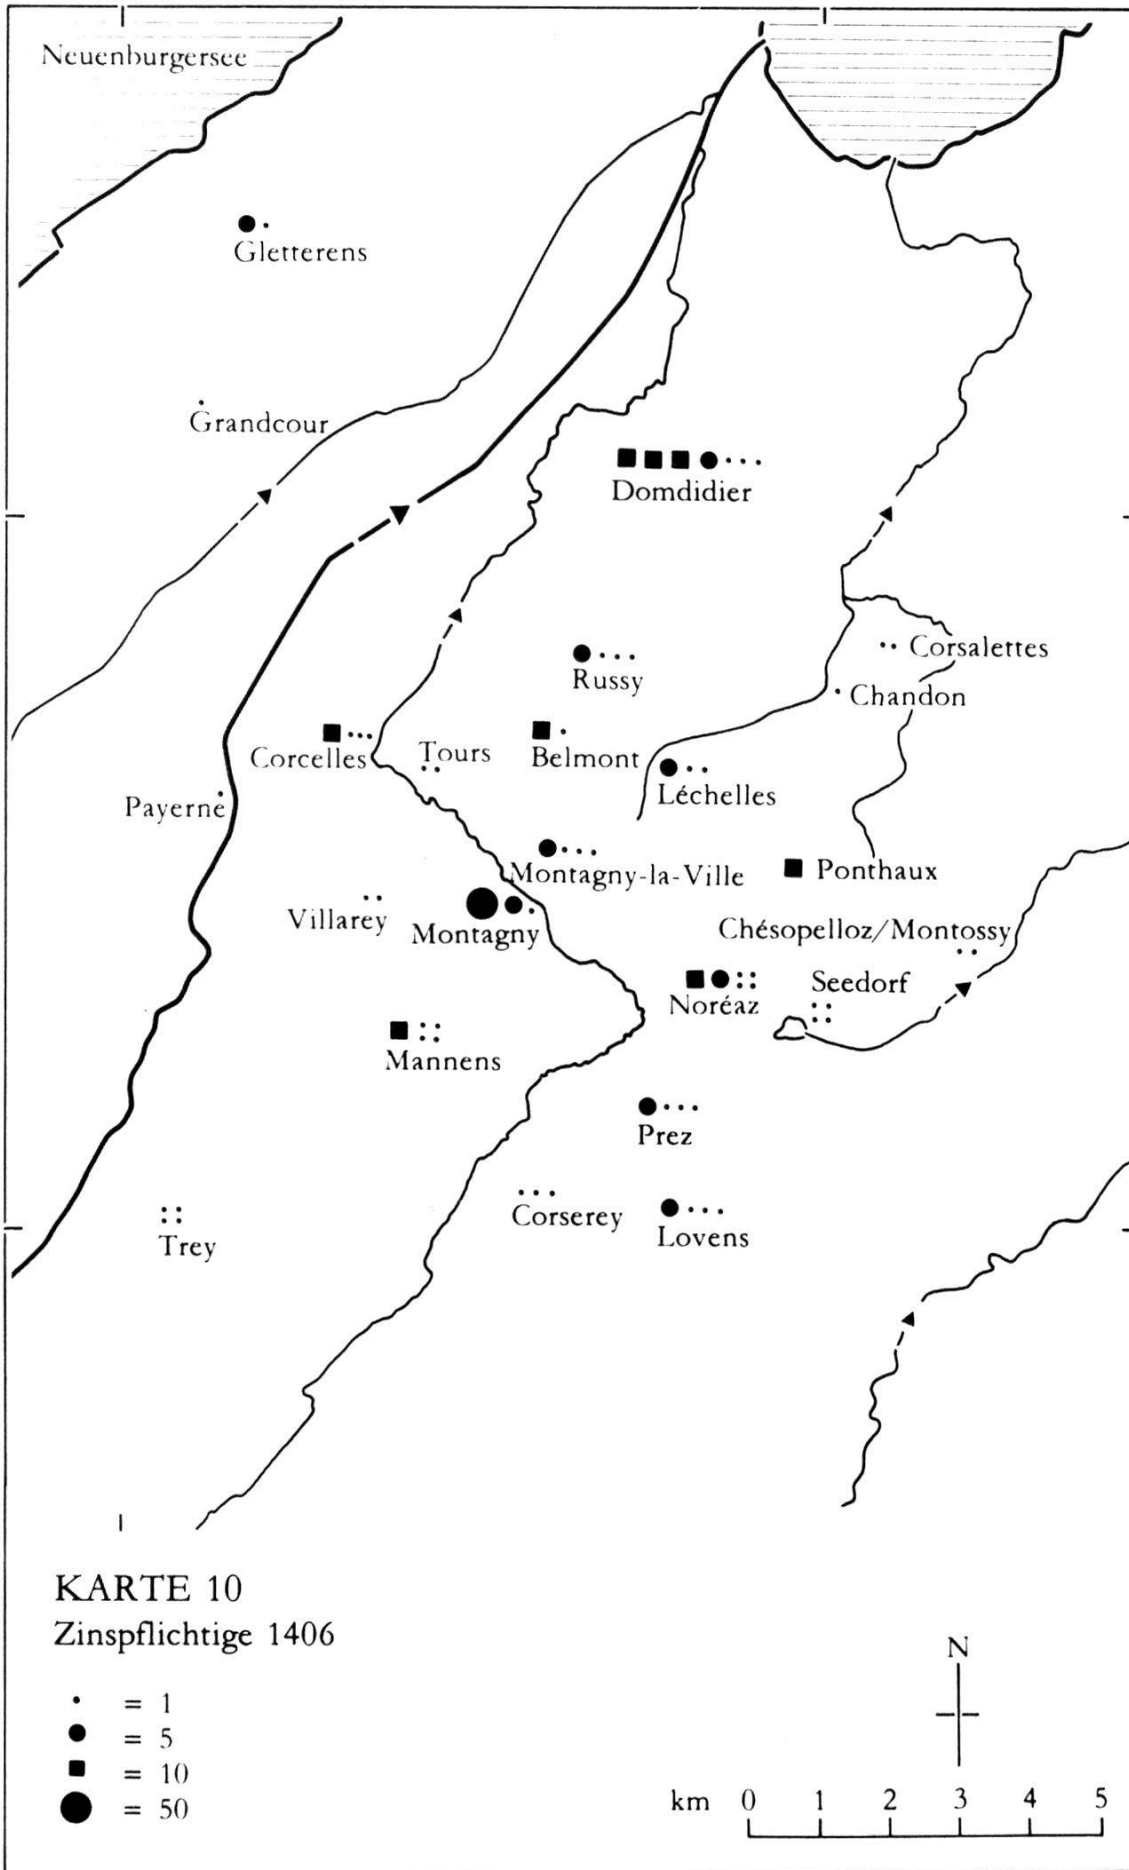 Neuenburgersee
Gletterens
Grandcour
Domdidier
Corsalettes
Russy
Chandon
Corcelles
Tours
Belmont
Léchelles
Payerne
Montagny-la-Ville
Ponthaux
Villarey
Montagny
Chésopelloz/Montossy
Seedorf
Noréaz
Mannens
Prez
Corserey
Lovens
Trey
KARTE 10
Zinspflichtige 1406
= 1
= 5
= 10
= 50
N
km 0 1 2 3 4 5